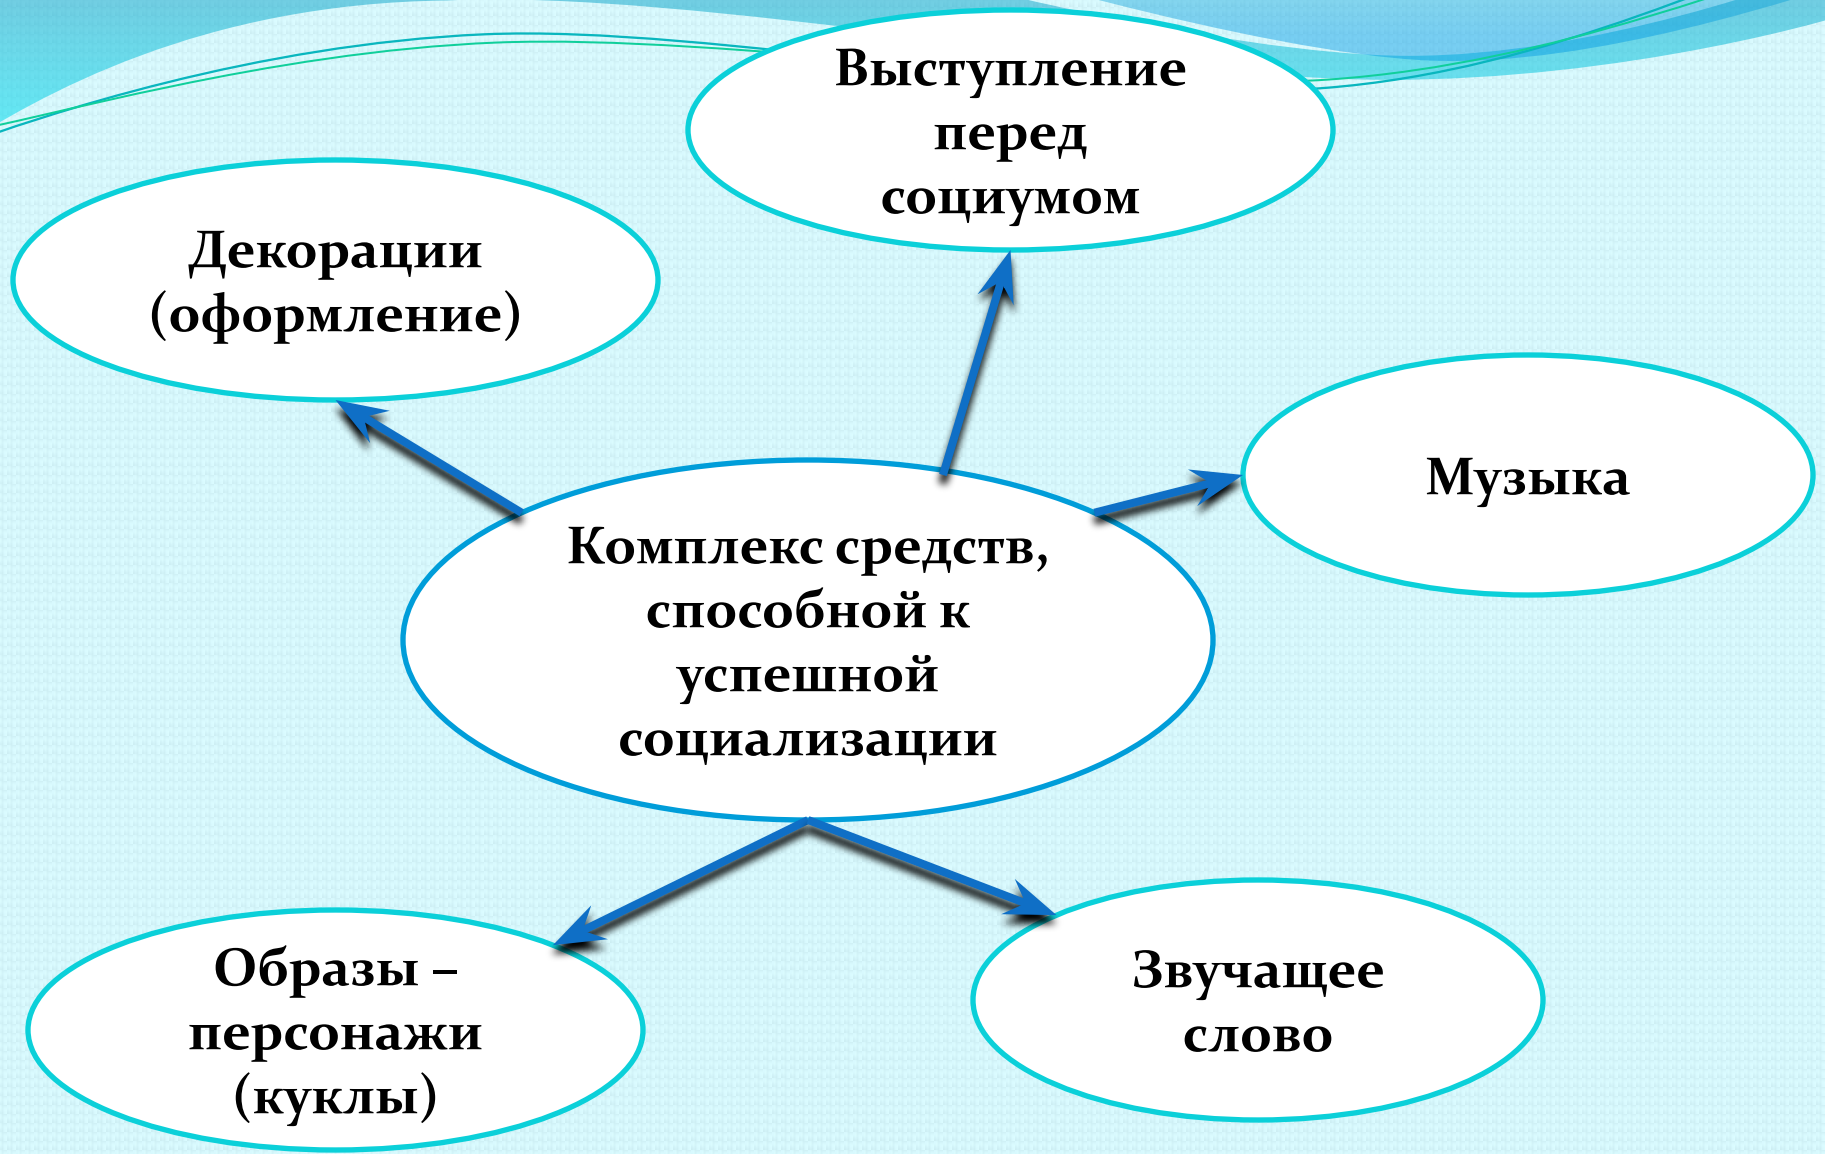 Выступление
перед
социумом
Декорации
(оформление)
Музыка
Комплекс средств,
способной к
успешной
социализации
Образы –
персонажи
(куклы)
Звучащее
слово